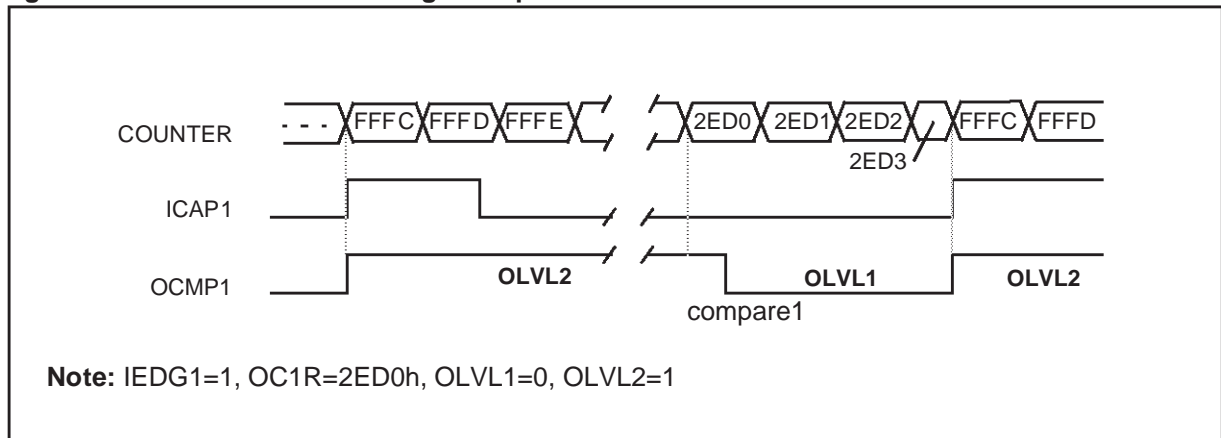 COUNTER - - - FFFC FFFD FFFE 2ED0 2ED1 2ED2 FFFC FFFD
2ED3
ICAP1
OCMP1 OLVL2 OLVL1 OLVL2
compare1
Note: IEDG1=1, OC1R=2ED0h, OLVL1=0, OLVL2=1